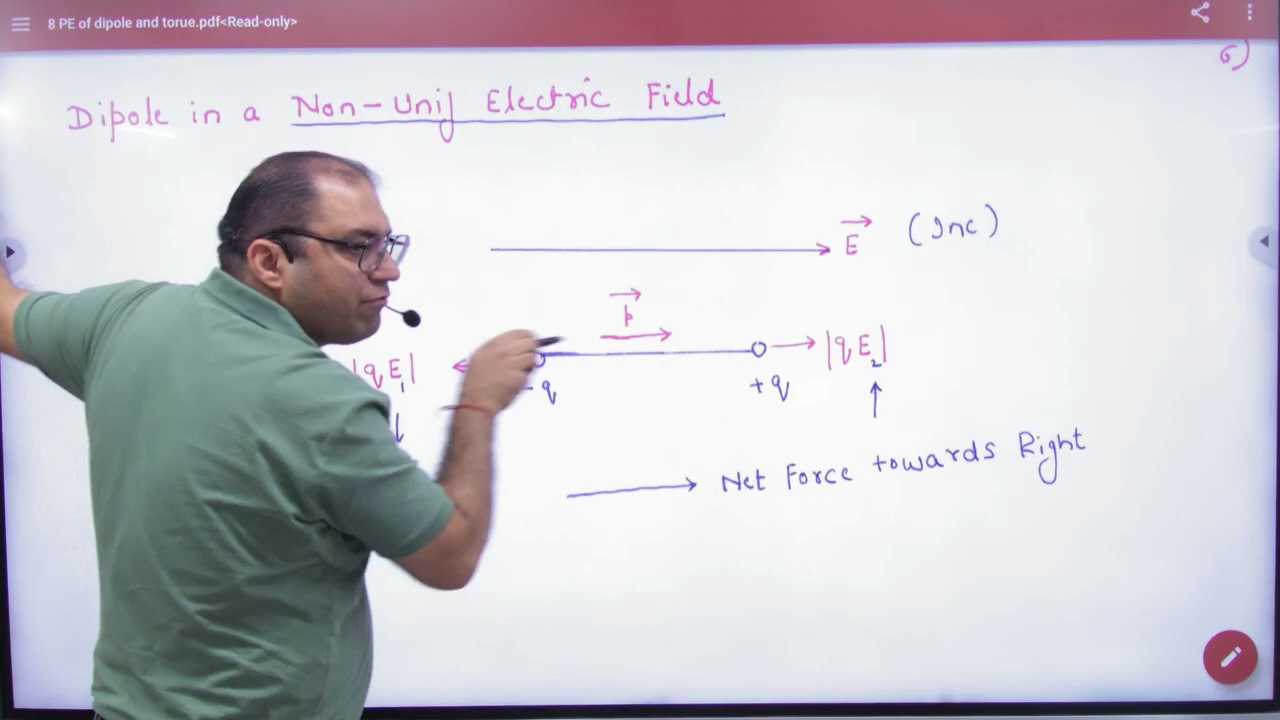 8 PE of dipole and torue.pdf<Read-only>
6)
Dipole in a Non-Unif Electric Field
E (Inc)
p
|qE1| |qE2|
- q +q
Net Force towards Right